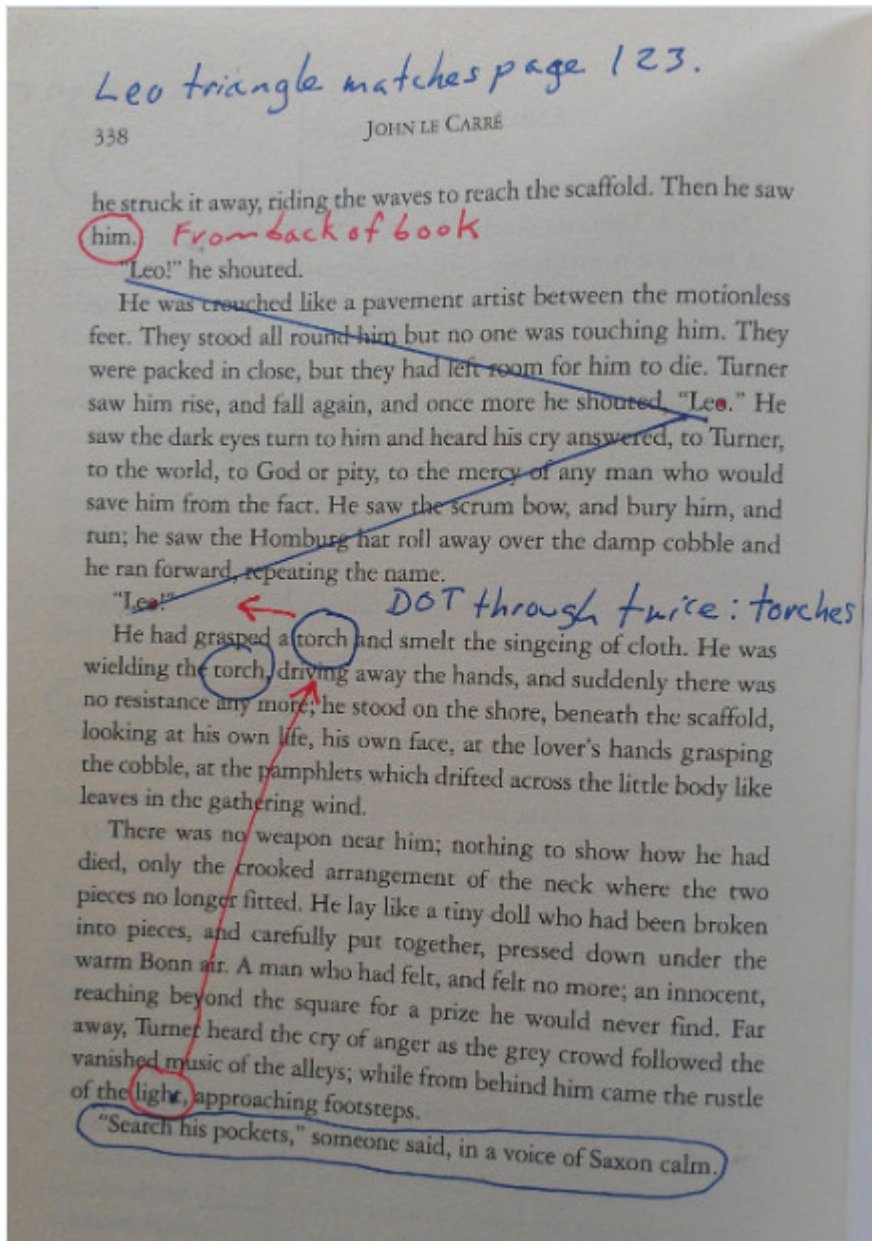 Leo triangle matches page 123.
338 JOHN LE CARRÉ
he struck it away, riding the waves to reach the scaffold. Then he saw
him. From back of book
"Leo!" he shouted.
He was crouched like a pavement artist between the motionless
feet. They stood all round him but no one was touching him. They
were packed in close, but they had left room for him to die. Turner
saw him rise, and fall again, and once more he shouted, "Leo." He
saw the dark eyes turn to him and heard his cry answered, to Turner,
to the world, to God or pity, to the mercy of any man who would
save him from the fact. He saw the scrum bow, and bury him, and
run; he saw the Homburg hat roll away over the damp cobble and
he ran forward, repeating the name.
"Leo!" DOT through twice: torches
He had grasped a torch and smelt the singeing of cloth. He was
wielding the torch, driving away the hands, and suddenly there was
no resistance any more; he stood on the shore, beneath the scaffold,
looking at his own life, his own face, at the lover's hands grasping
the cobble, at the pamphlets which drifted across the little body like
leaves in the gathering wind.
There was no weapon near him; nothing to show how he had
died, only the crooked arrangement of the neck where the two
pieces no longer fitted. He lay like a tiny doll who had been broken
into pieces, and carefully put together, pressed down under the
warm Bonn air. A man who had felt, and felt no more; an innocent,
reaching beyond the square for a prize he would never find. Far
away, Turner heard the cry of anger as the grey crowd followed the
vanished music of the alleys; while from behind him came the rustle
of the light, approaching footsteps.
"Search his pockets," someone said, in a voice of Saxon calm.